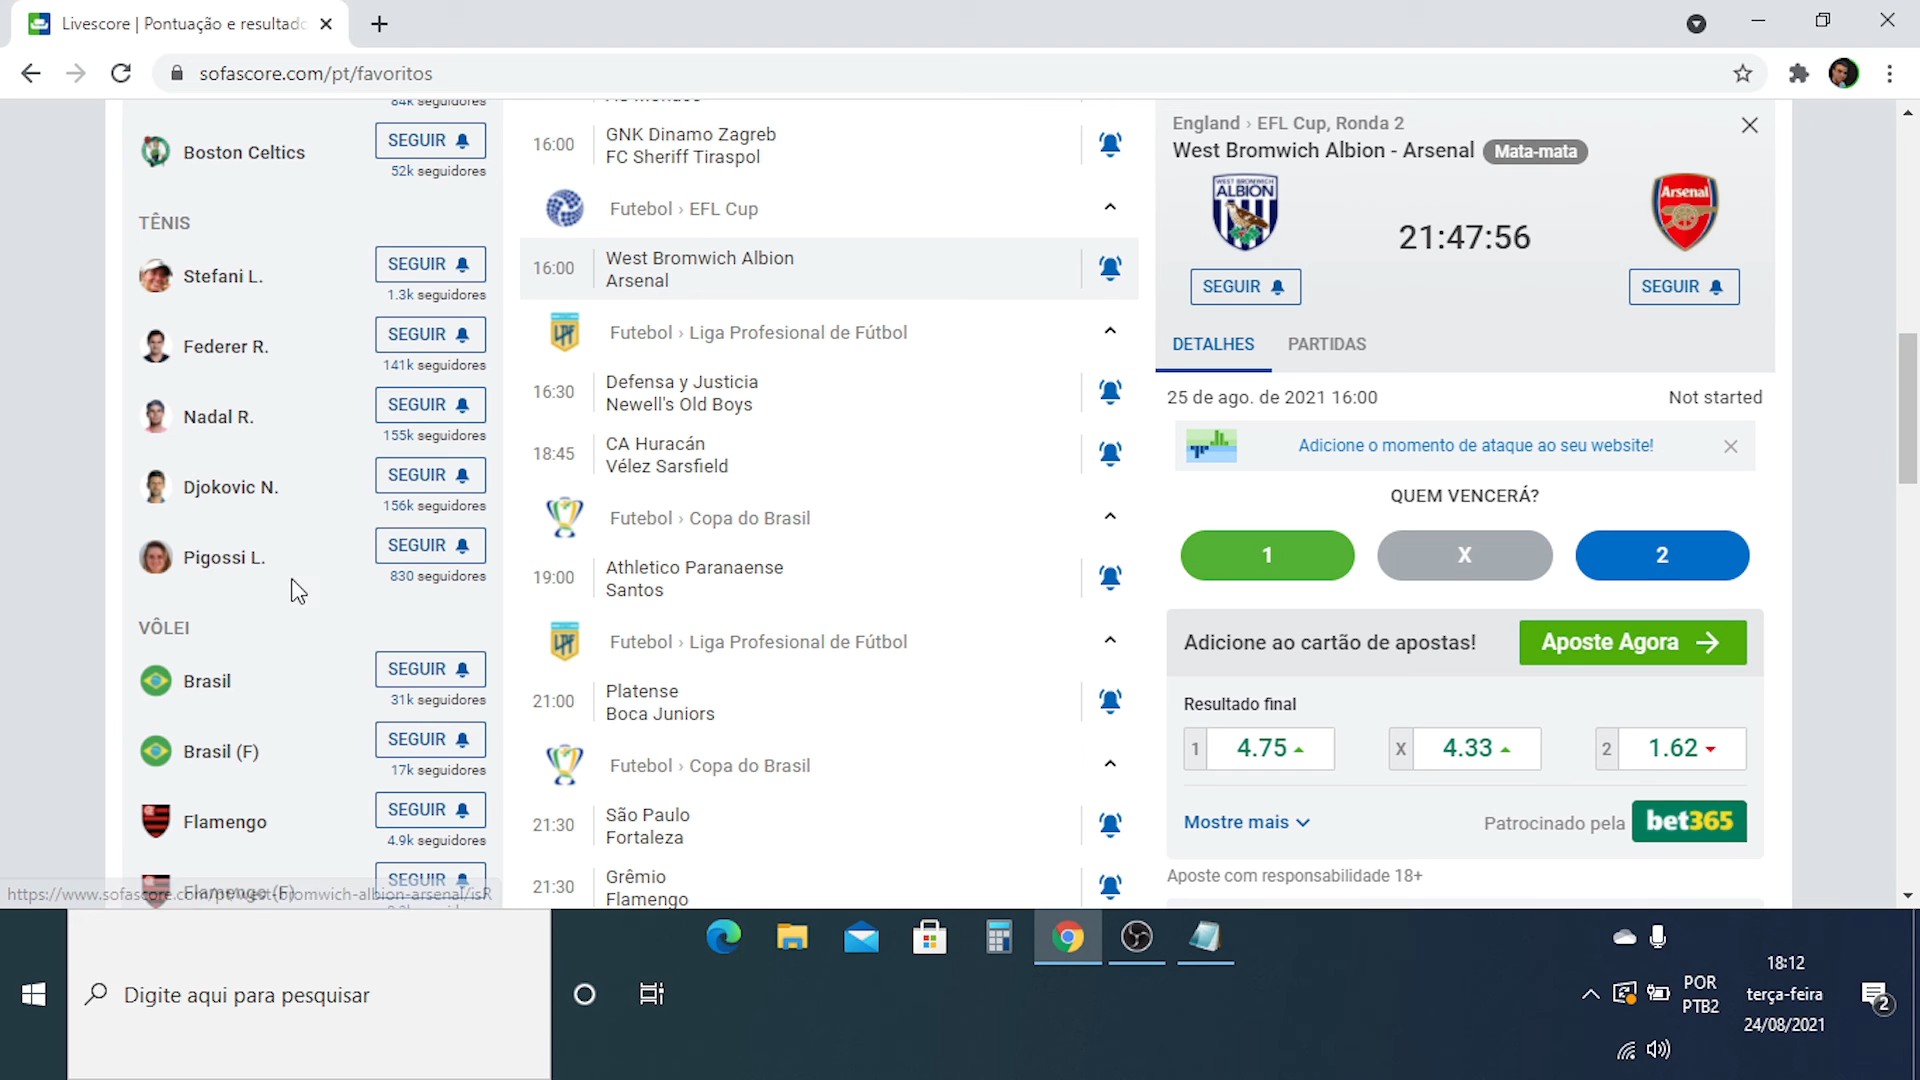 Livescore | Pontuação e resultado
sofascore.com/pt/favoritos
84k seguidores
Boston Celtics
SEGUIR
52k seguidores
TÊNIS
Stefani L.
SEGUIR
1.3k seguidores
Federer R.
SEGUIR
141k seguidores
Nadal R.
SEGUIR
155k seguidores
Djokovic N.
SEGUIR
156k seguidores
Pigossi L.
SEGUIR
830 seguidores
VÔLEI
Brasil
SEGUIR
31k seguidores
Brasil (F)
SEGUIR
17k seguidores
Flamengo
SEGUIR
4.9k seguidores
Flamengo (F)
SEGUIR
16:00
GNK Dinamo Zagreb
FC Sheriff Tiraspol
Futebol › EFL Cup
16:00
West Bromwich Albion
Arsenal
Futebol › Liga Profesional de Fútbol
16:30
Defensa y Justicia
Newell's Old Boys
18:45
CA Huracán
Vélez Sarsfield
Futebol › Copa do Brasil
19:00
Athletico Paranaense
Santos
Futebol › Liga Profesional de Fútbol
21:00
Platense
Boca Juniors
Futebol › Copa do Brasil
21:30
São Paulo
Fortaleza
21:30
Grêmio
Flamengo
England › EFL Cup, Ronda 2
West Bromwich Albion - Arsenal Mata-mata
WEST BROMWICH
ALBION
Arsenal
21:47:56
SEGUIR
SEGUIR
DETALHES PARTIDAS
25 de ago. de 2021 16:00 Not started
Adicione o momento de ataque ao seu website!
QUEM VENCERÁ?
1 X 2
Adicione ao cartão de apostas! Aposte Agora
Resultado final
1 4.75 X 4.33 2 1.62
Mostre mais Patrocinado pela bet365
Aposte com responsabilidade 18+
Digite aqui para pesquisar
POR
PTB2
18:12
terça-feira
24/08/2021
2